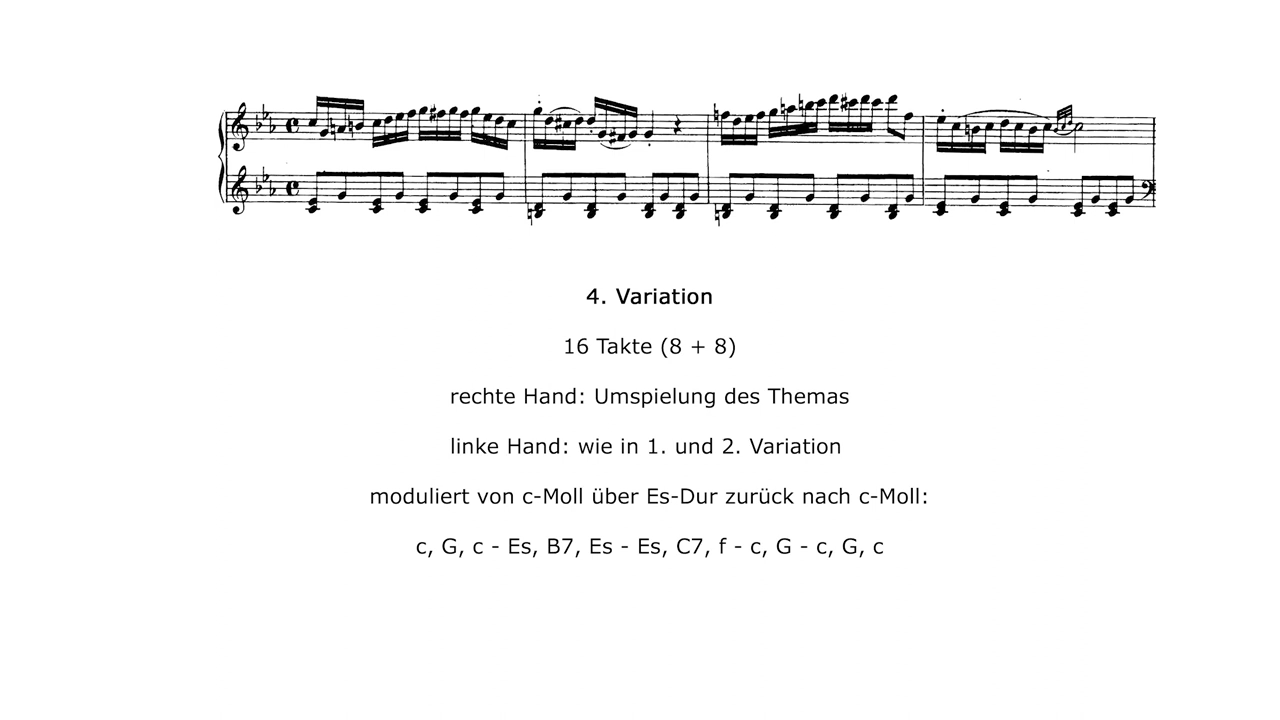 4. Variation
16 Takte (8 + 8)
rechte Hand: Umspielung des Themas
linke Hand: wie in 1. und 2. Variation
moduliert von c-Moll über Es-Dur zurück nach c-Moll:
c, G, c - Es, B7, Es - Es, C7, f - c, G - c, G, c